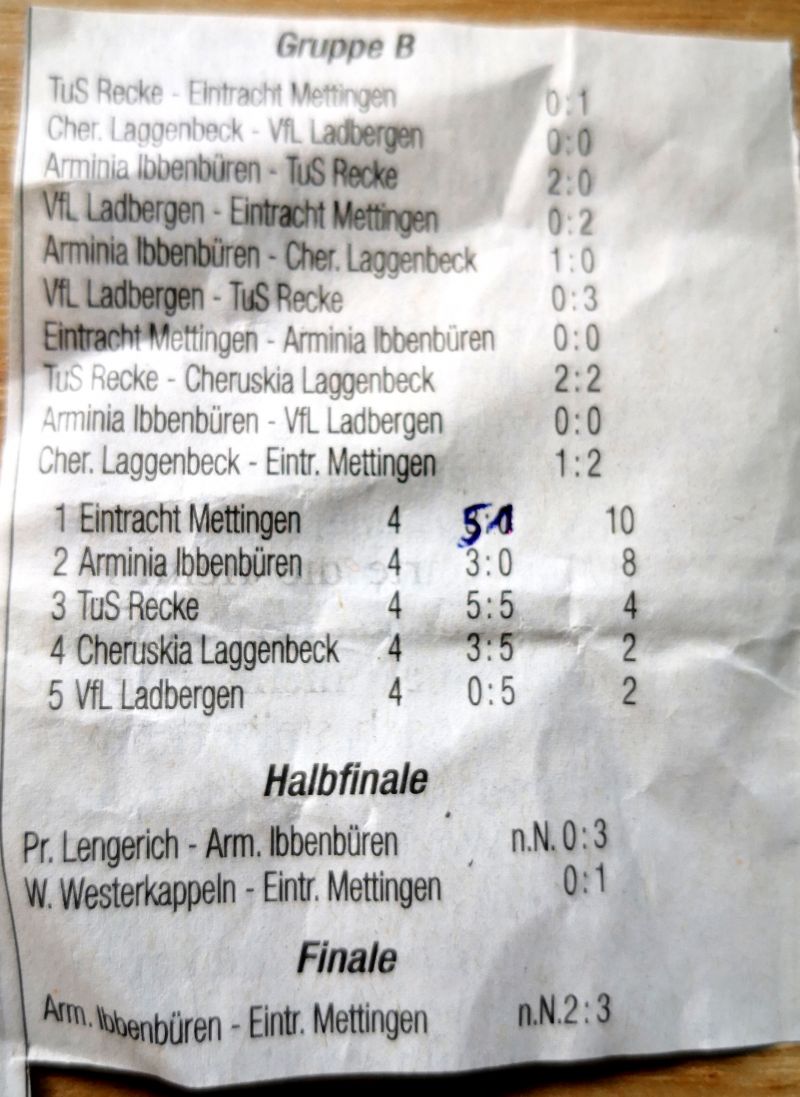 Gruppe B
TuS Recke - Eintracht Mettingen 0:1
Cher. Laggenbeck - VfL Ladbergen 0:0
Arminia Ibbenbüren - TuS Recke 2:0
VfL Ladbergen - Eintracht Mettingen 0:2
Arminia Ibbenbüren - Cher. Laggenbeck 1:0
VfL Ladbergen - TuS Recke 0:3
Eintracht Mettingen - Arminia Ibbenbüren 0:0
TuS Recke - Cheruskia Laggenbeck 2:2
Arminia Ibbenbüren - VfL Ladbergen 0:0
Cher. Laggenbeck - Eintr. Mettingen 1:2
1 Eintracht Mettingen 4 5:1 10
2 Arminia Ibbenbüren 4 3:0 8
3 TuS Recke 4 5:5 4
4 Cheruskia Laggenbeck 4 3:5 2
5 VfL Ladbergen 4 0:5 2
Halbfinale
Pr. Lengerich - Arm. Ibbenbüren n.N. 0:3
W. Westerkappeln - Eintr. Mettingen 0:1
Finale
Arm. Ibbenbüren - Eintr. Mettingen n.N.2:3